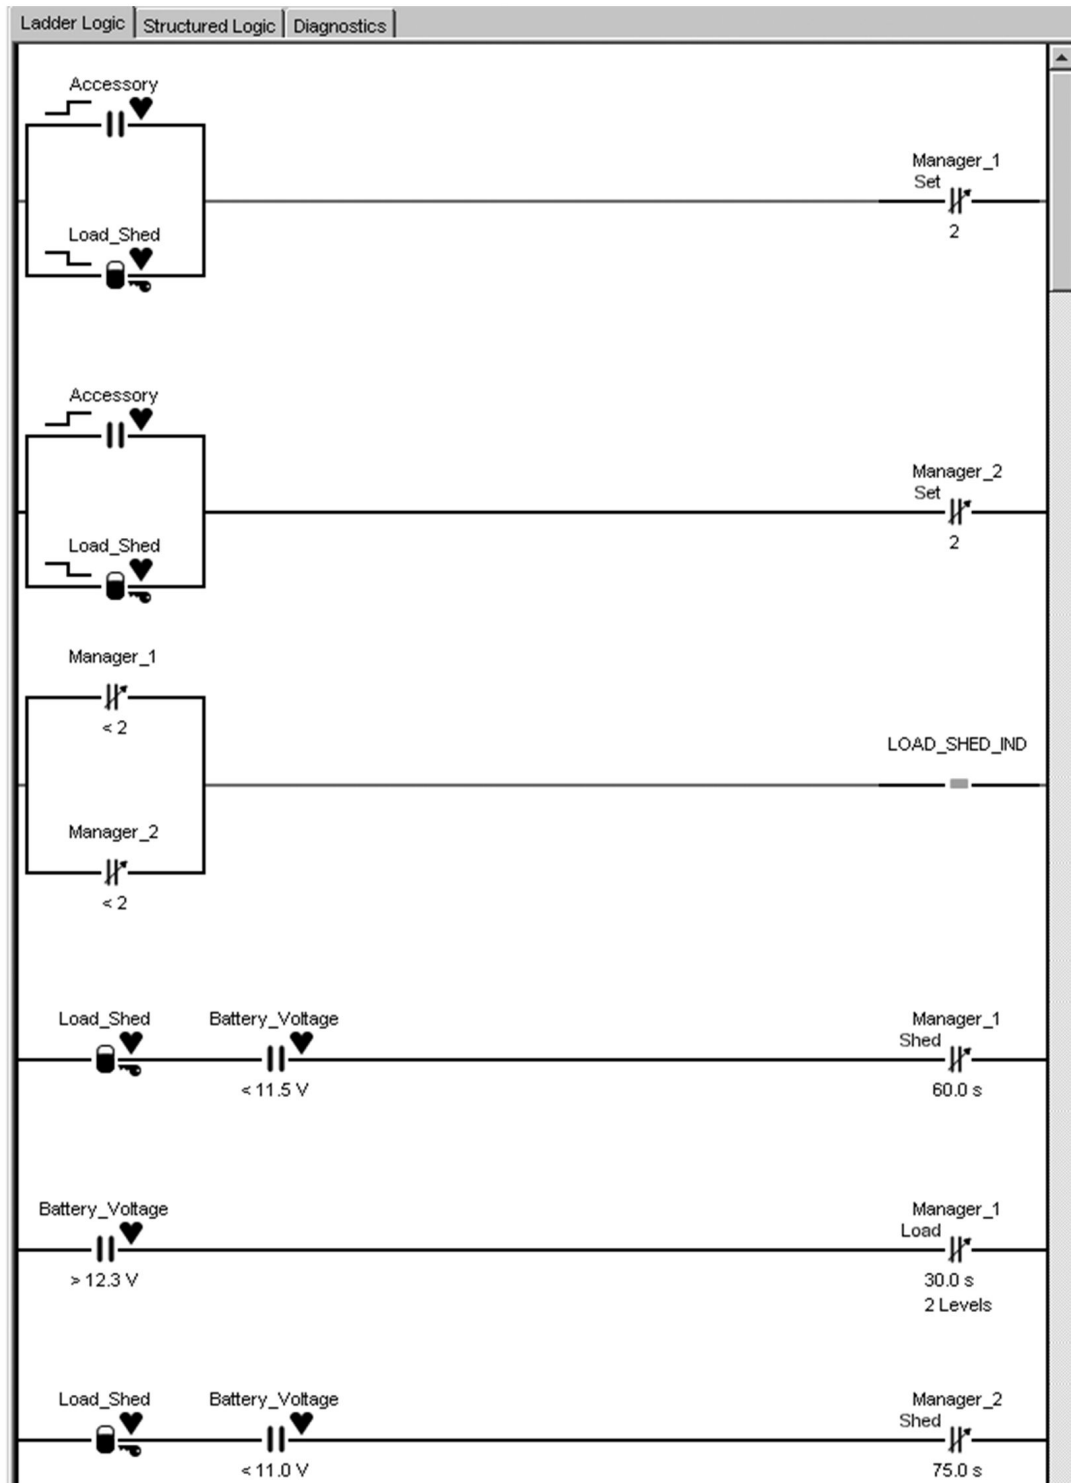 Ladder Logic Structured Logic Diagnostics
Accessory
Manager_1
Set
2
Load_Shed
Accessory
Manager_2
Set
2
Load_Shed
Manager_1
< 2
LOAD_SHED_IND
Manager_2
< 2
Load_Shed Battery_Voltage Manager_1
Shed
< 11.5 V 60.0 s
Battery_Voltage Manager_1
Load
> 12.3 V 30.0 s
2 Levels
Load_Shed Battery_Voltage Manager_2
Shed
< 11.0 V 75.0 s